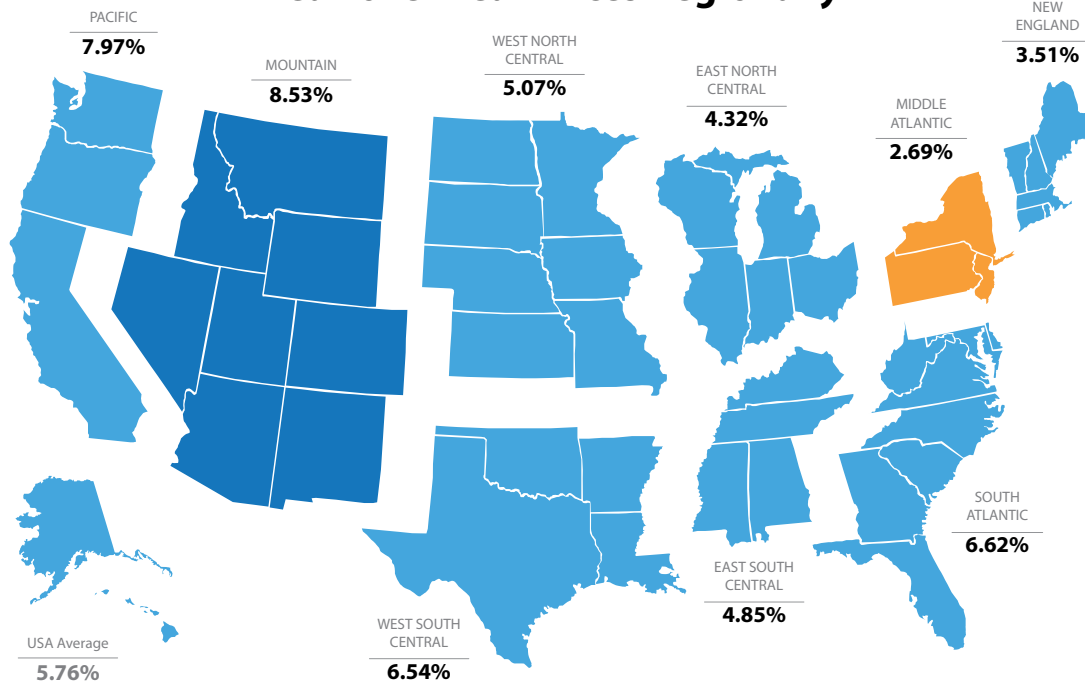 PACIFIC
7.97%
MOUNTAIN
8.53%
WEST NORTH
CENTRAL
5.07%
EAST NORTH
CENTRAL
4.32%
MIDDLE
ATLANTIC
2.69%
NEW
ENGLAND
3.51%
SOUTH
ATLANTIC
6.62%
EAST SOUTH
CENTRAL
4.85%
WEST SOUTH
CENTRAL
6.54%
USA Average
5.76%